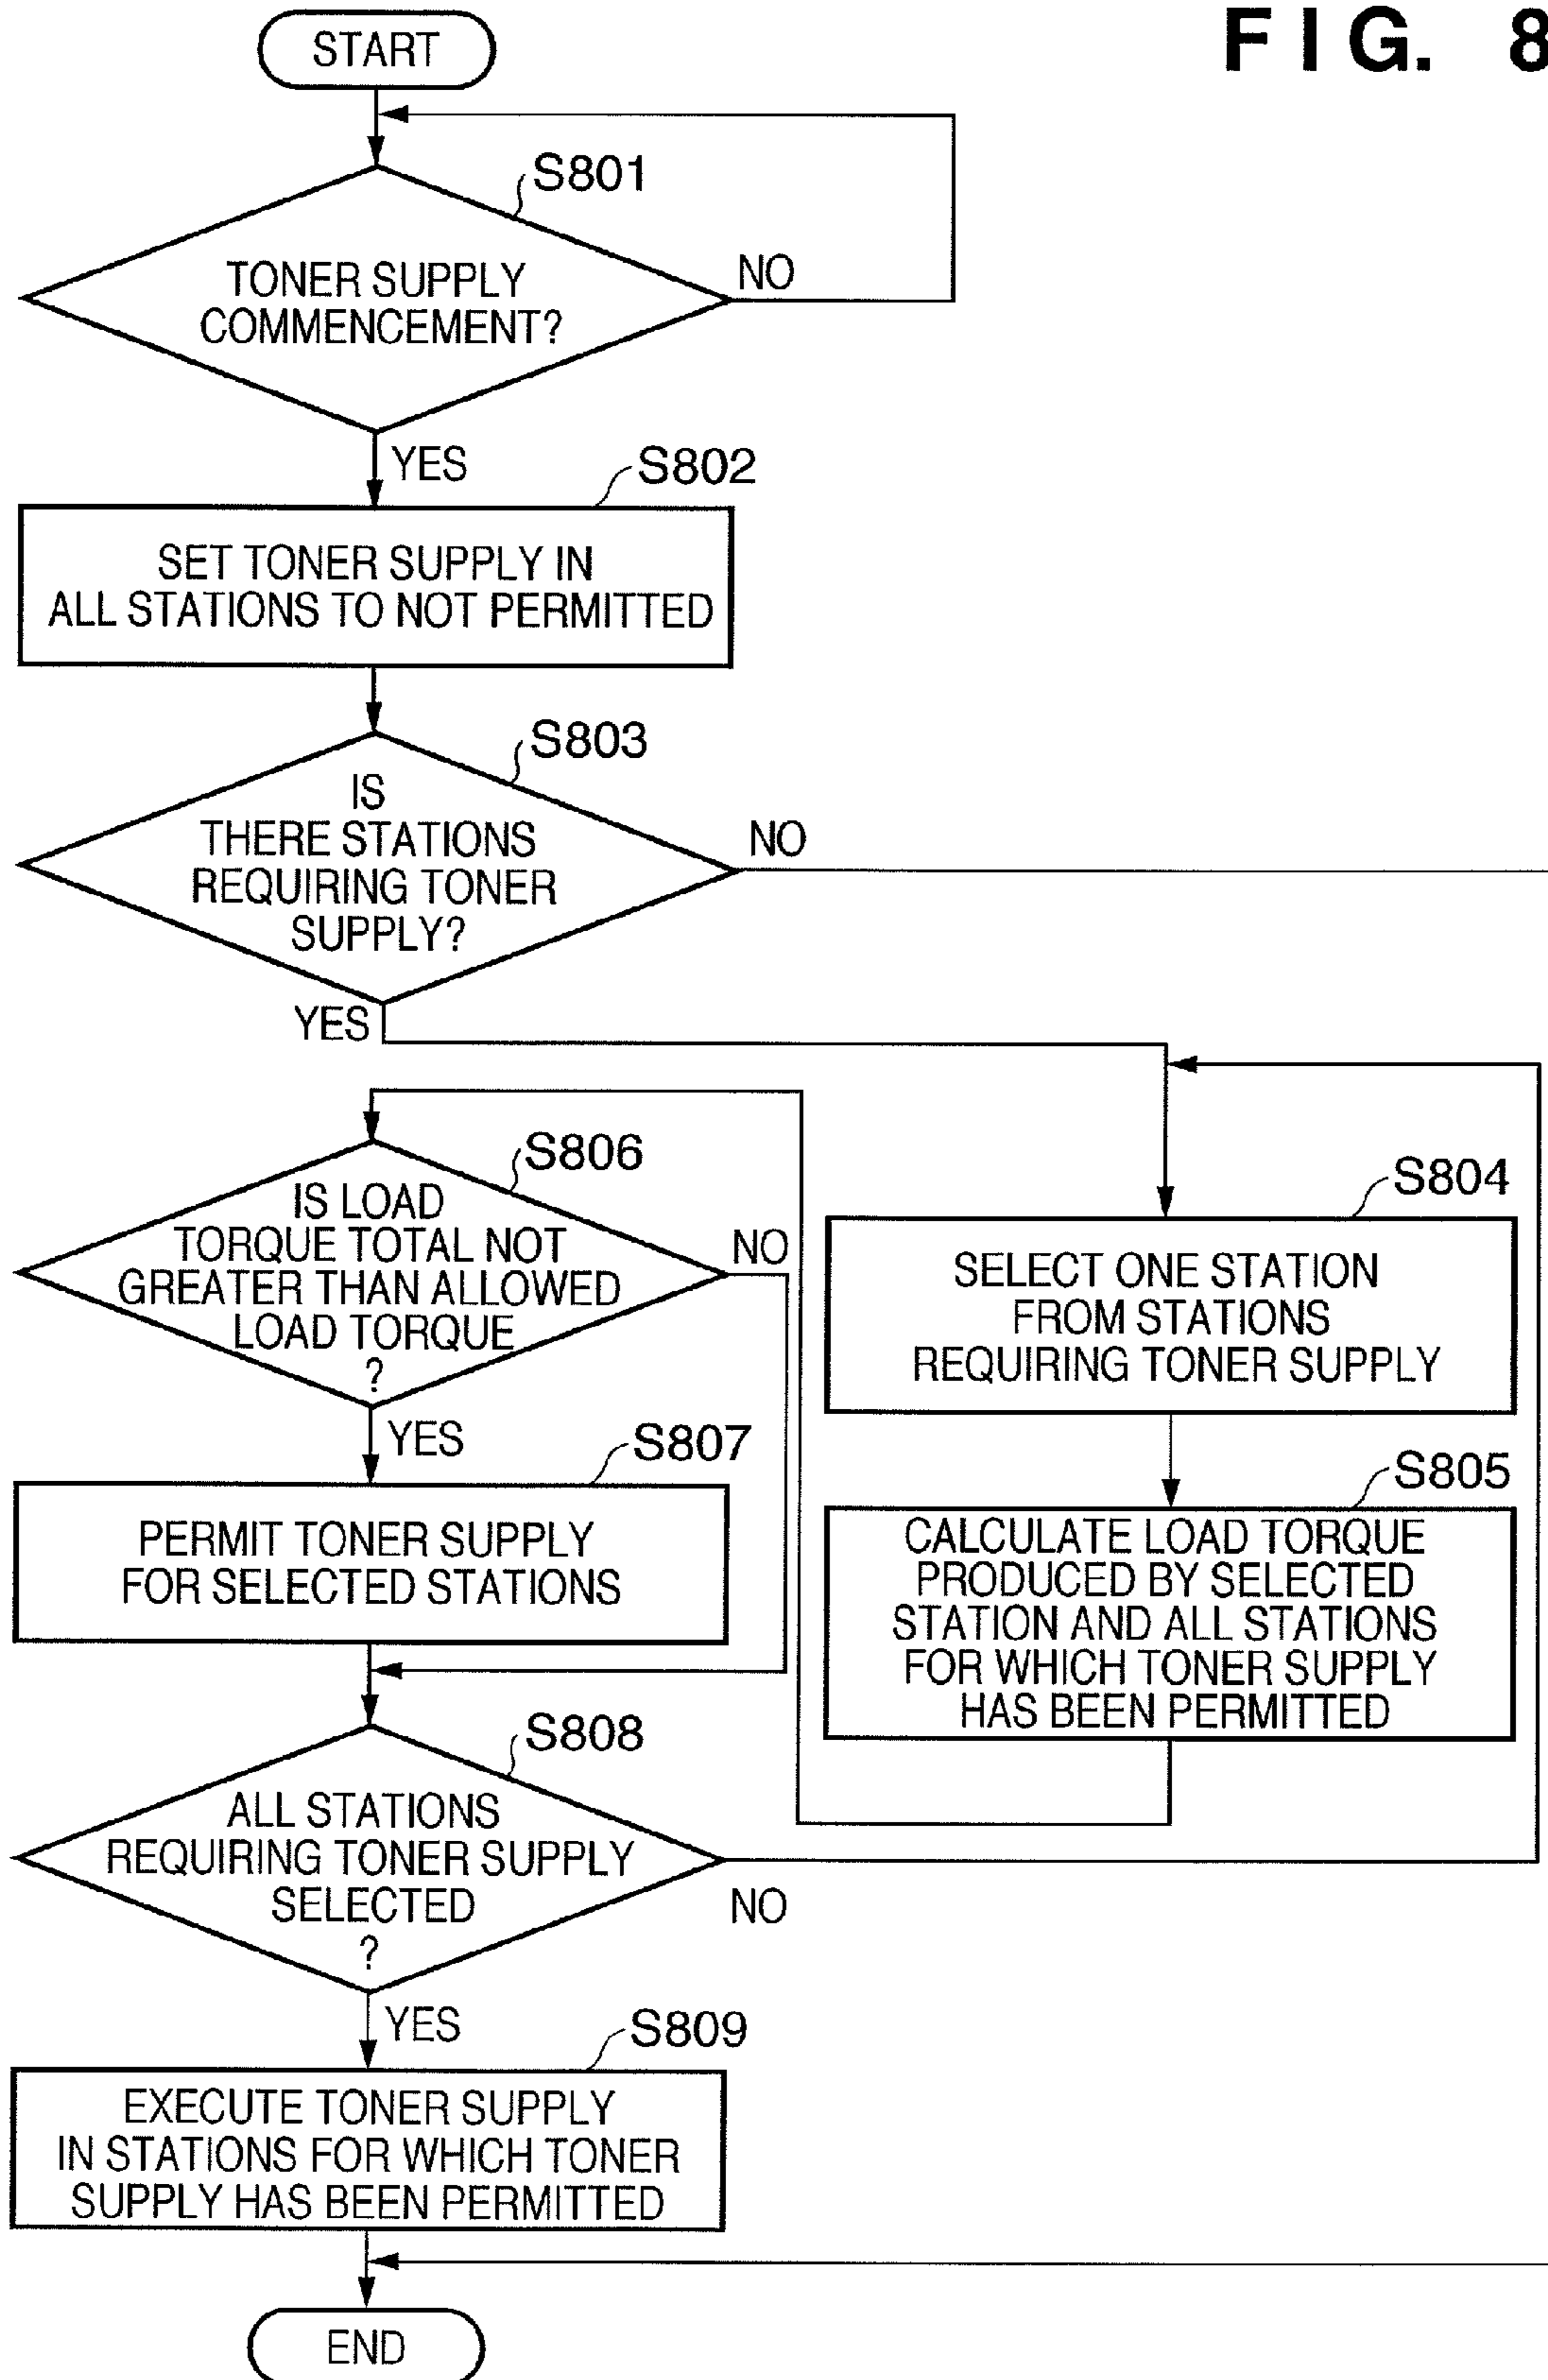 FIG. 8
START
S801
TONER SUPPLY
COMMENCEMENT?
NO
YES
S802
SET TONER SUPPLY IN
ALL STATIONS TO NOT PERMITTED
S803
IS
THERE STATIONS
REQUIRING TONER
SUPPLY?
NO
YES
S804
SELECT ONE STATION
FROM STATIONS
REQUIRING TONER SUPPLY
S805
CALCULATE LOAD TORQUE
PRODUCED BY SELECTED
STATION AND ALL STATIONS
FOR WHICH TONER SUPPLY
HAS BEEN PERMITTED
S806
IS LOAD
TORQUE TOTAL NOT
GREATER THAN ALLOWED
LOAD TORQUE
?
NO
YES
S807
PERMIT TONER SUPPLY
FOR SELECTED STATIONS
S808
ALL STATIONS
REQUIRING TONER SUPPLY
SELECTED
?
NO
YES
S809
EXECUTE TONER SUPPLY
IN STATIONS FOR WHICH TONER
SUPPLY HAS BEEN PERMITTED
END